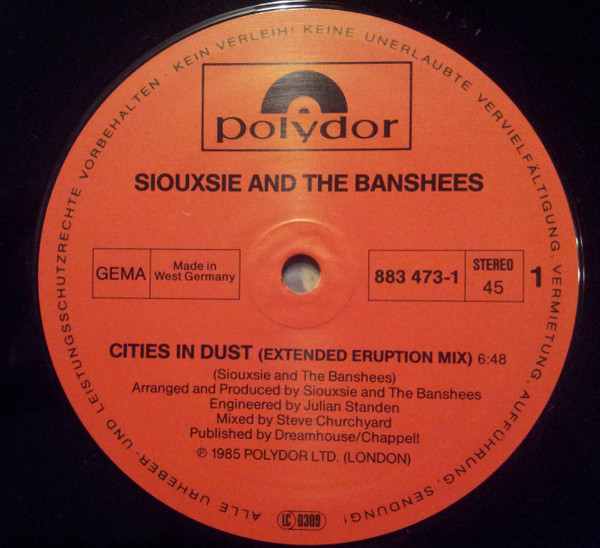 ALLE URHEBER- UND LEISTUNGSSCHUTZRECHTE VORBEHALTEN · KEIN VERLEIH! KEINE UNERLAUBTE VERVIELFÄLTIGUNG, VERMIETUNG, AUFFÜHRUNG, SENDUNG!
polydor
SIOUXSIE AND THE BANSHEES
GEMA
Made in
West Germany
883 473-1
STEREO
45
1
CITIES IN DUST (EXTENDED ERUPTION MIX) 6:48
(Siouxsie and The Banshees)
Arranged and Produced by Siouxsie and The Banshees
Engineered by Julian Standen
Mixed by Steve Churchyard
Published by Dreamhouse/Chappell
℗ 1985 POLYDOR LTD. (LONDON)
LC 0309